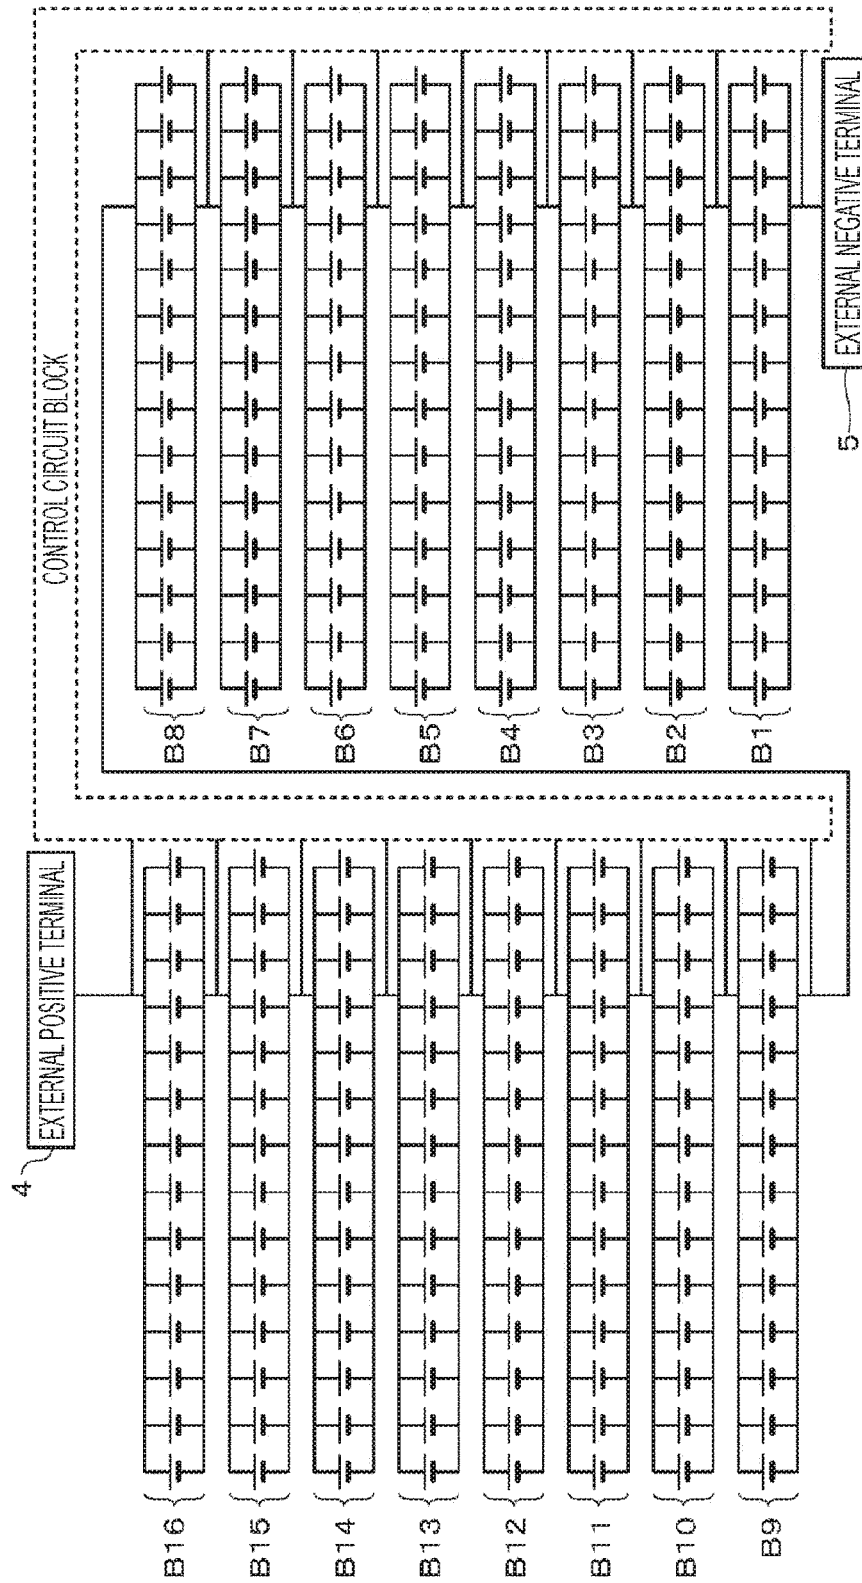 CONTROL CIRCUIT BLOCK
4
EXTERNAL POSITIVE TERMINAL
B16
B15
B14
B13
B12
B11
B10
B9
B8
B7
B6
B5
B4
B3
B2
B1
5
EXTERNAL NEGATIVE TERMINAL